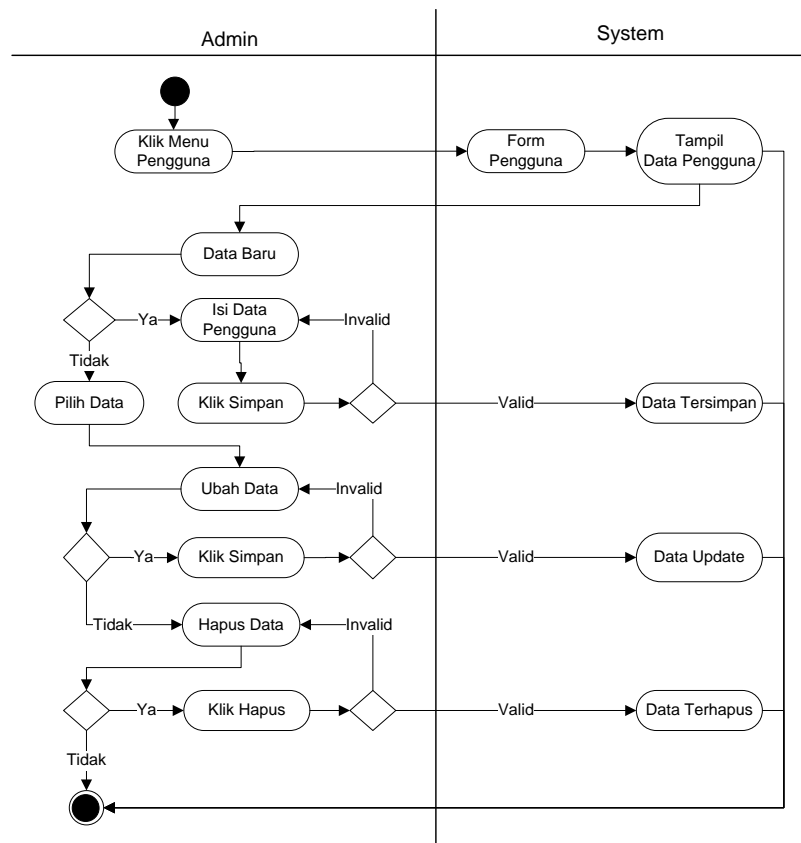 Admin
System
Klik Menu
Pengguna
Form
Pengguna
Tampil
Data Pengguna
Data Baru
Ya
Isi Data
Pengguna
Invalid
Tidak
Pilih Data
Klik Simpan
Valid
Data Tersimpan
Ubah Data
Invalid
Ya
Klik Simpan
Valid
Data Update
Tidak
Hapus Data
Invalid
Ya
Klik Hapus
Valid
Data Terhapus
Tidak